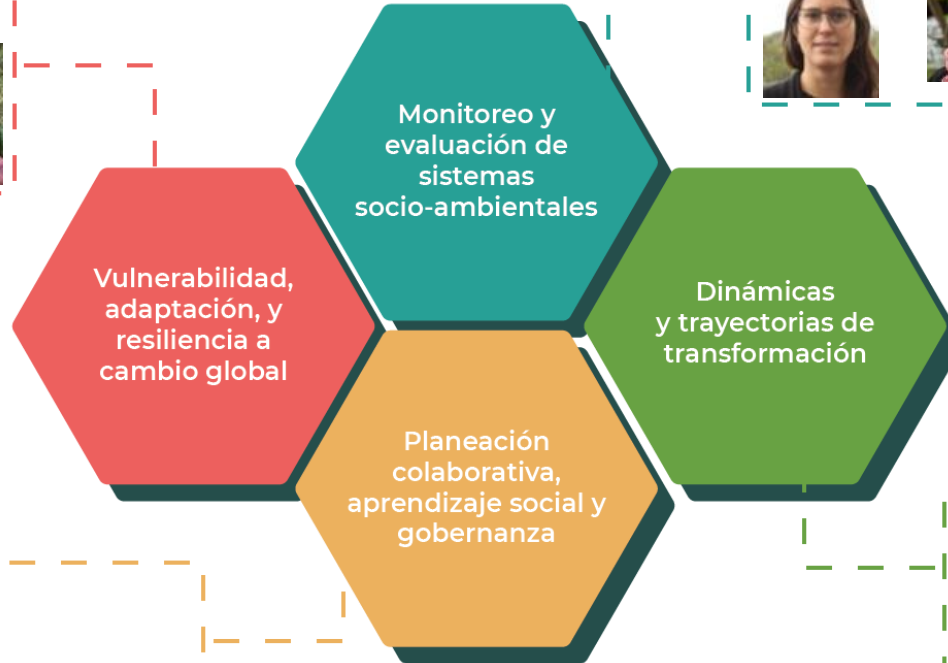 Monitoreo y
evaluación de
sistemas
socio-ambientales
Vulnerabilidad,
adaptación, y
resiliencia a
cambio global
Dinámicas
y trayectorias de
transformación
Planeación
colaborativa,
aprendizaje social y
gobernanza